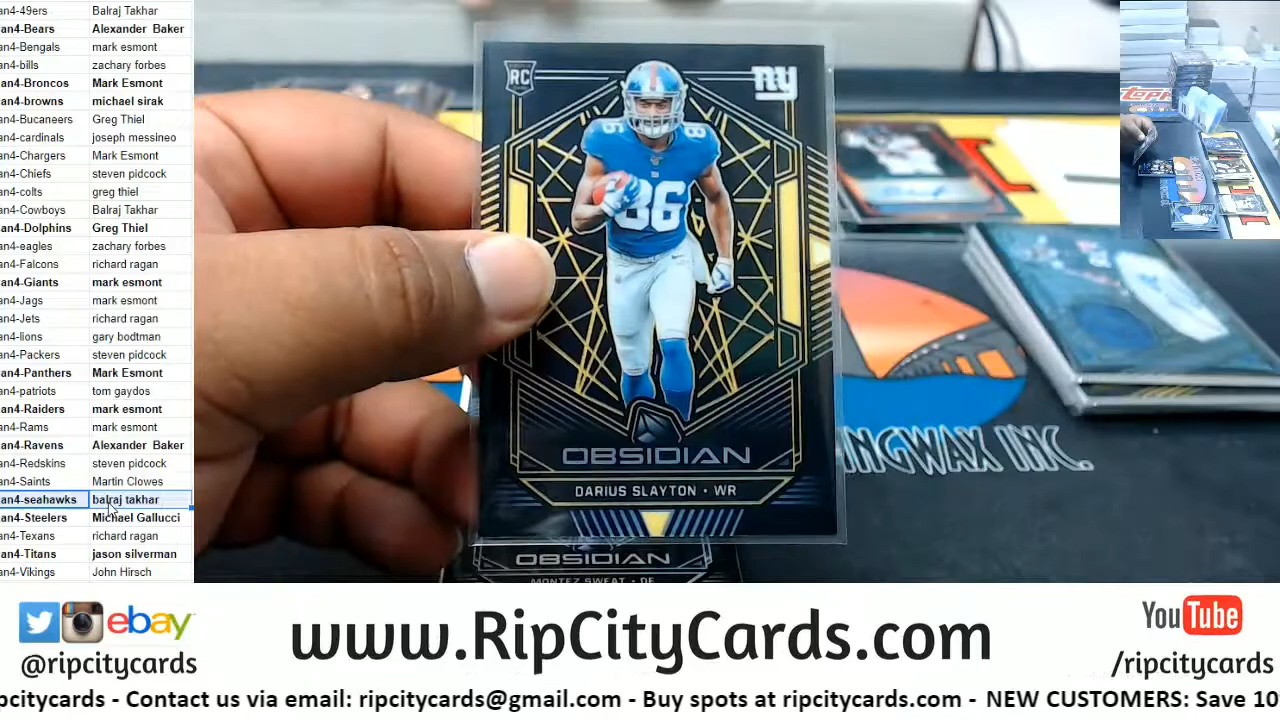 an4-49ers Balraj Takhar
an4-Bears Alexander Baker
an4-Bengals mark esmont
an4-bills zachary forbes
an4-Broncos Mark Esmont
an4-browns michael sirak
an4-Bucaneers Greg Thiel
an4-cardinals joseph messineo
an4-Chargers Mark Esmont
an4-Chiefs steven pidcock
an4-colts greg thiel
an4-Cowboys Balraj Takhar
an4-Dolphins Greg Thiel
an4-eagles zachary forbes
an4-Falcons richard ragan
an4-Giants mark esmont
an4-Jags mark esmont
an4-Jets richard ragan
an4-lions gary bodtman
an4-Packers steven pidcock
an4-Panthers Mark Esmont
an4-patriots tom gaydos
an4-Raiders mark esmont
an4-Rams mark esmont
an4-Ravens Alexander Baker
an4-Redskins steven pidcock
an4-Saints Martin Clowes
an4-seahawks balraj takhar
an4-Steelers Michael Gallucci
an4-Texans richard ragan
an4-Titans jason silverman
an4-Vikings John Hirsch
RC
ny
86
86
OBSIDIAN
DARIUS SLAYTON • WR
OBSIDIAN
MONTEZ SWEAT • DE
INGWAX INC.
TOPPS
ebay
@ripcitycards
www.RipCityCards.com
YouTube
/ripcitycards
pcitycards - Contact us via email: ripcitycards@gmail.com - Buy spots at ripcitycards.com - NEW CUSTOMERS: Save 10